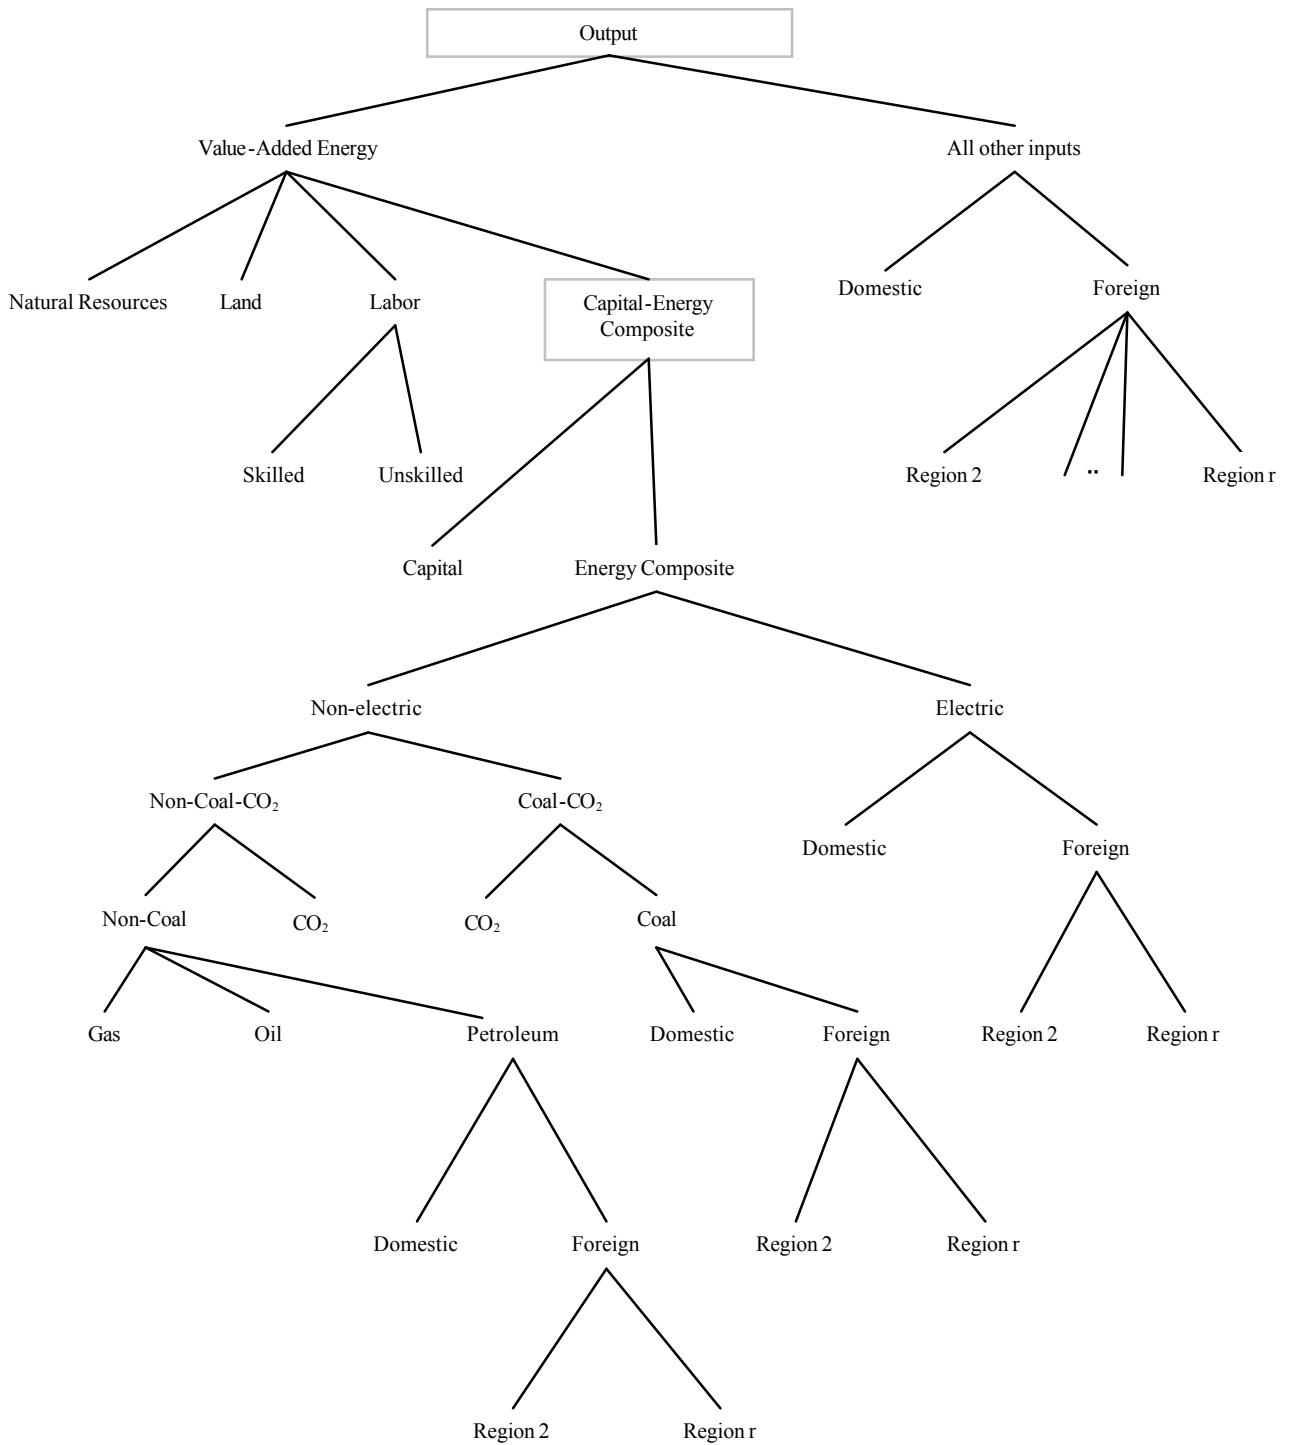 Output
Value-Added Energy
All other inputs
Natural Resources
Land
Labor
Capital-Energy
Composite
Domestic
Foreign
Skilled
Unskilled
Region 2
..
Region r
Capital
Energy Composite
Non-electric
Electric
Non-Coal-CO₂
Coal-CO₂
Domestic
Foreign
Non-Coal
CO₂
CO₂
Coal
Gas
Oil
Petroleum
Domestic
Foreign
Region 2
Region r
Domestic
Foreign
Region 2
Region r
Region 2
Region r